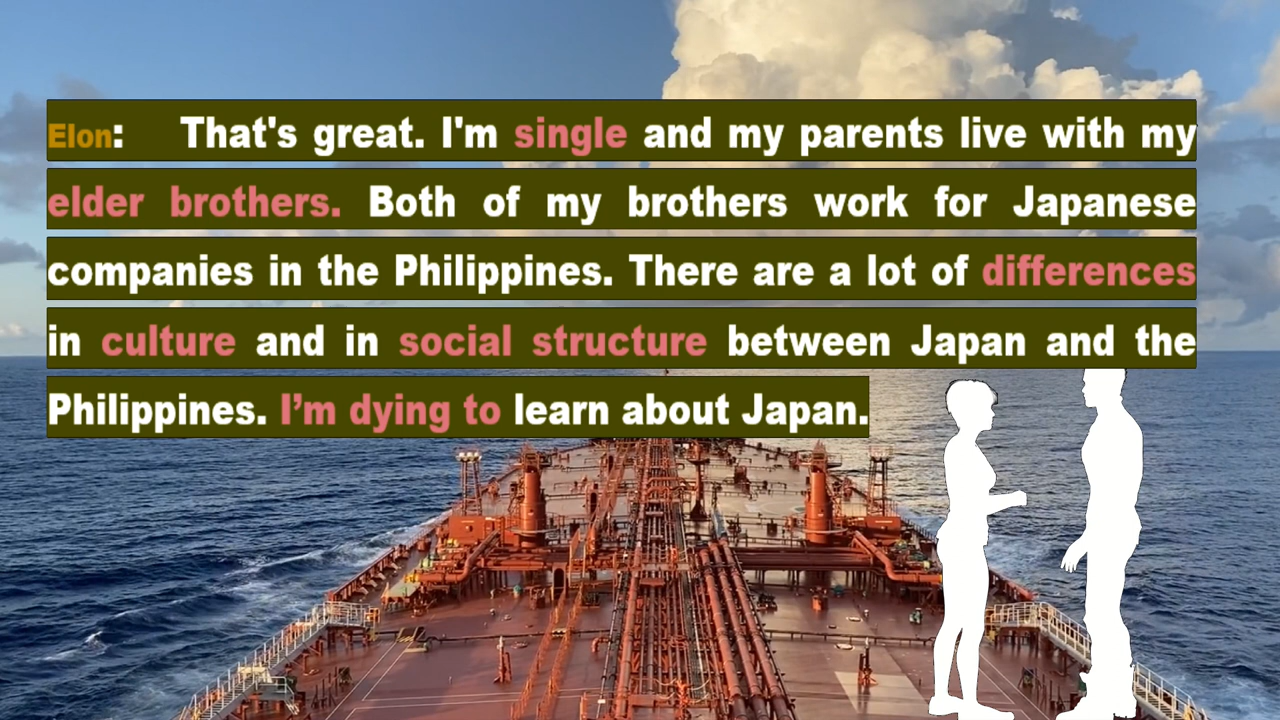 Elon: That's great. I'm single and my parents live with my
elder brothers. Both of my brothers work for Japanese
companies in the Philippines. There are a lot of differences
in culture and in social structure between Japan and the
Philippines. I’m dying to learn about Japan.